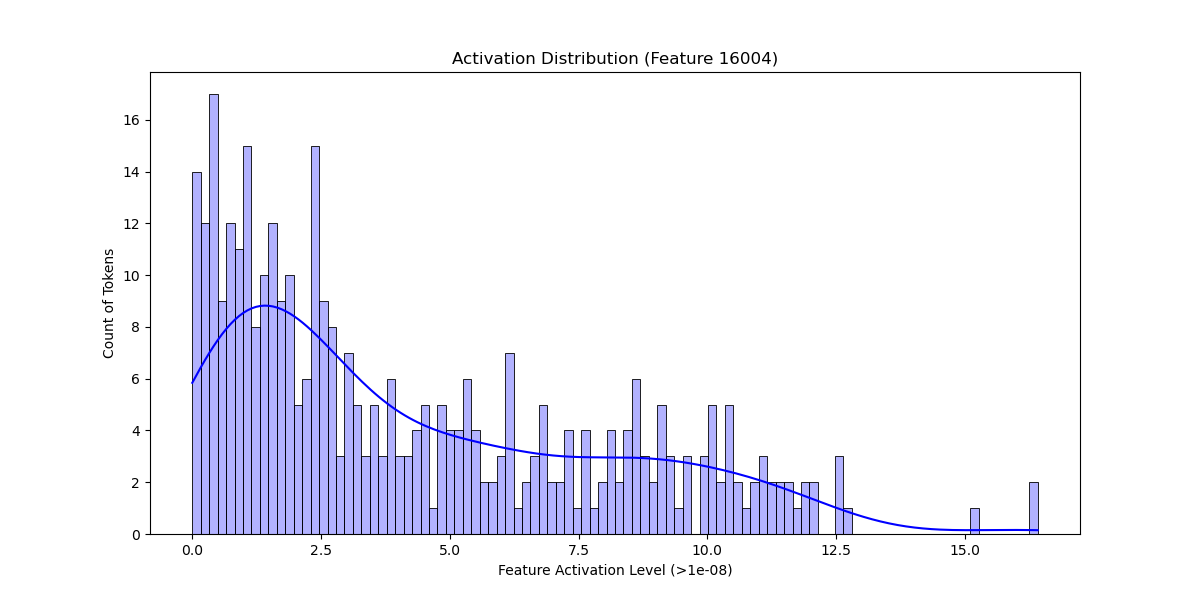 Activation Distribution (Feature 16004)
16
14
12
10
8
6
4
2
0
Count of Tokens
0.0 2.5 5.0 7.5 10.0 12.5 15.0
Feature Activation Level (>1e-08)